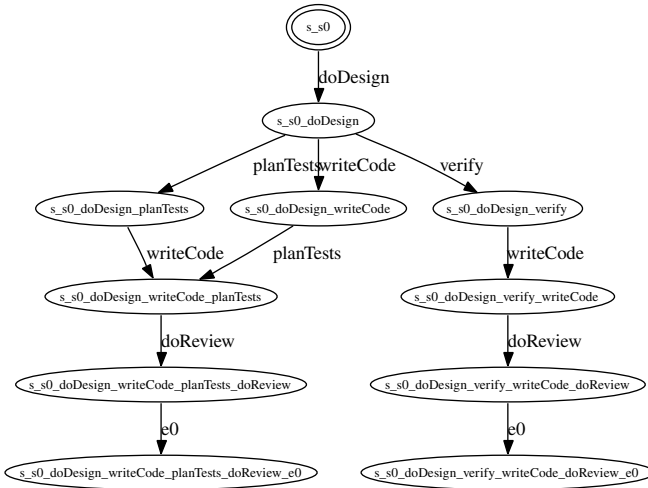 s_s0
doDesign
s_s0_doDesign
planTests writeCode verify
s_s0_doDesign_planTests s_s0_doDesign_writeCode s_s0_doDesign_verify
writeCode planTests writeCode
s_s0_doDesign_writeCode_planTests s_s0_doDesign_verify_writeCode
doReview doReview
s_s0_doDesign_writeCode_planTests_doReview s_s0_doDesign_verify_writeCode_doReview
e0 e0
s_s0_doDesign_writeCode_planTests_doReview_e0 s_s0_doDesign_verify_writeCode_doReview_e0